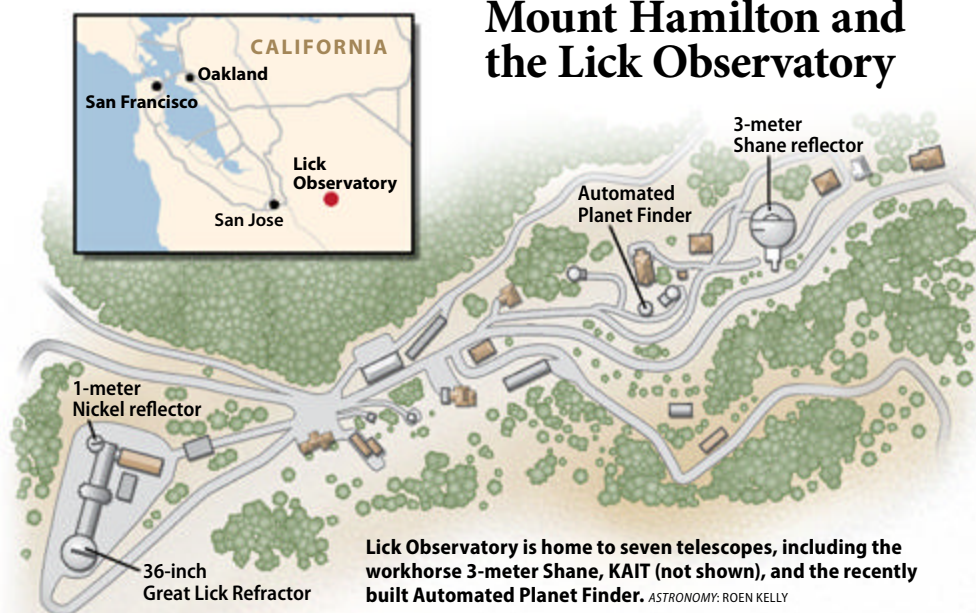 Mount Hamilton and
the Lick Observatory
CALIFORNIA
Oakland
San Francisco
Lick
Observatory
San Jose
3-meter
Shane reflector
Automated
Planet Finder
1-meter
Nickel reflector
36-inch
Great Lick Refractor
Lick Observatory is home to seven telescopes, including the
workhorse 3-meter Shane, KAIT (not shown), and the recently
built Automated Planet Finder. ASTRONOMY: ROEN KELLY